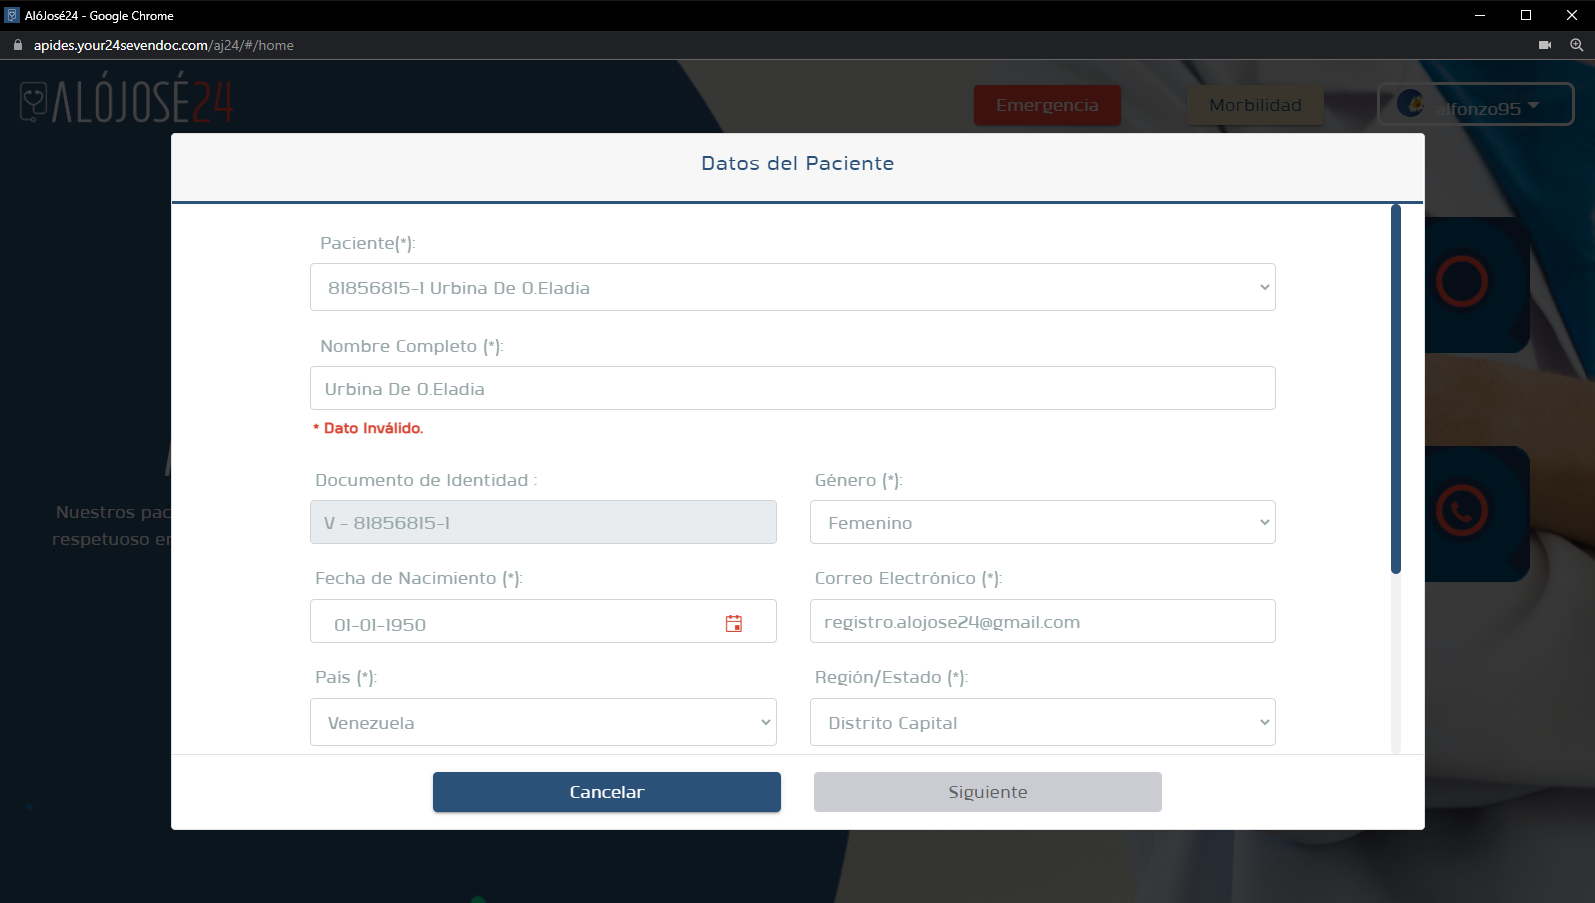 AlóJosé24 - Google Chrome
apides.your24sevendoc.com/aj24/#/home
ALÓJOSÉ24
Emergencia
Morbilidad
alfonzo95
Datos del Paciente
Paciente(*):
81856815-1 Urbina De O.Eladia
Nombre Completo (*):
Urbina De O.Eladia
* Dato Inválido.
Documento de Identidad :
Género (*):
V - 81856815-1
Femenino
Fecha de Nacimiento (*):
Correo Electrónico (*):
01-01-1950
registro.alojose24@gmail.com
País (*):
Región/Estado (*):
Venezuela
Distrito Capital
Nuestros pac
respetuoso en
Cancelar
Siguiente